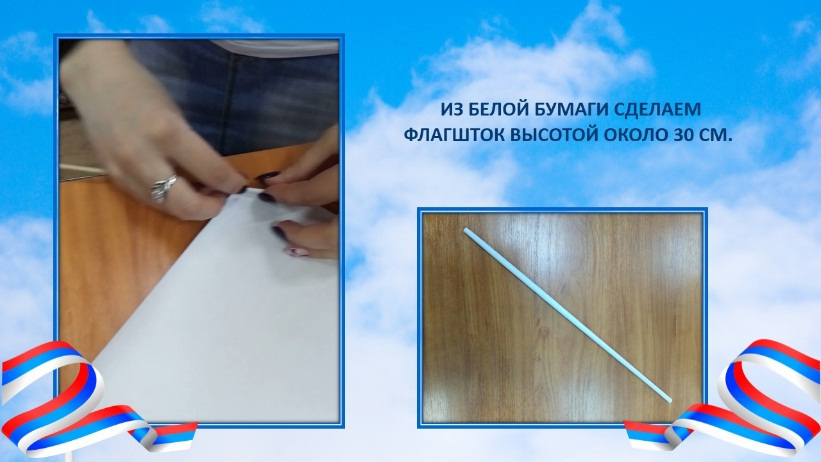 ИЗ БЕЛОЙ БУМАГИ СДЕЛАЕМ
ФЛАГШТОК ВЫСОТОЙ ОКОЛО 30 СМ.